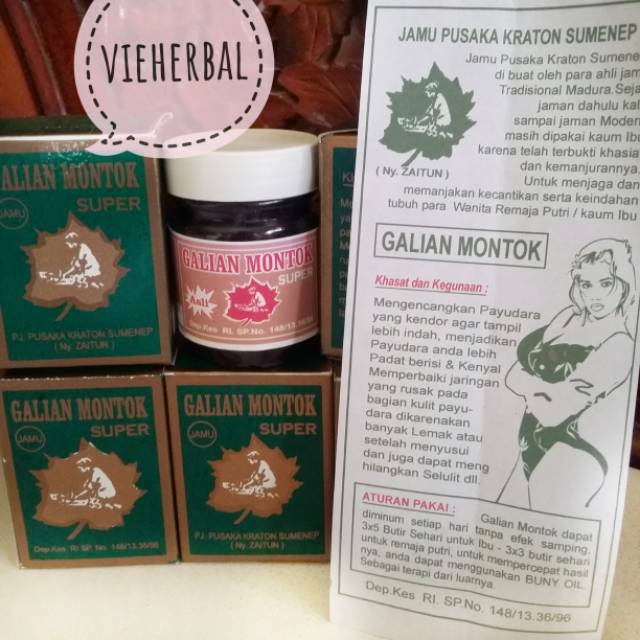 VIEHERBAL
GALIAN MONTOK
SUPER
JAMU
P.J. PUSAKA KRATON SUMENEP
( Ny. ZAITUN )
GALIAN MONTOK
SUPER
Asli
Dep.Kes RI. SP.No. 148/13.36/96
GALIAN MONTOK
SUPER
JAMU
P.J. PUSAKA KRATON SUMENEP
( Ny. ZAITUN )
Dep.Kes RI SP. No. 148/13.36/96
GALIAN MONTOK
SUPER
JAMU
P.J. PUSAKA KRATON SUMENEP
( Ny. ZAITUN )
JAMU PUSAKA KRATON SUMENEP
Jamu Pusaka Kraton Sumene
di buat oleh para ahli jam
Tradisional Madura.Seja
jaman dahulu kal
sampai jaman Moder
masih dipakai kaum Ibu
karena telah terbukti khasia
dan kemanjurannya.
( Ny. ZAITUN )
Untuk menjaga dan
memanjakan kecantikan serta keindahan
tubuh para Wanita Remaja Putri / kaum Ibu
GALIAN MONTOK
Khasat dan Kegunaan :
Mengencangkan Payudara
yang kendor agar tampil
lebih indah, menjadikan
Payudara anda lebih
Padat berisi & Kenyal
Memperbaiki jaringan
yang rusak pada
bagian kulit payu-
dara dikarenakan
banyak Lemak atau
setelah menyusui
dan juga dapat meng
hilangkan Selulit dll.
ATURAN PAKAI :
Galian Montok dapat
diminum setiap hari tanpa efek samping,
3x5 Butir Sehari untuk Ibu - 3x3 butir sehari
untuk remaja putri, untuk mempercepat hasil
nya, anda dapat menggunakan BUNY OIL.
Sebagai terapi dari luarnya.
Dep.Kes RI. SP.No. 148/13.36/96